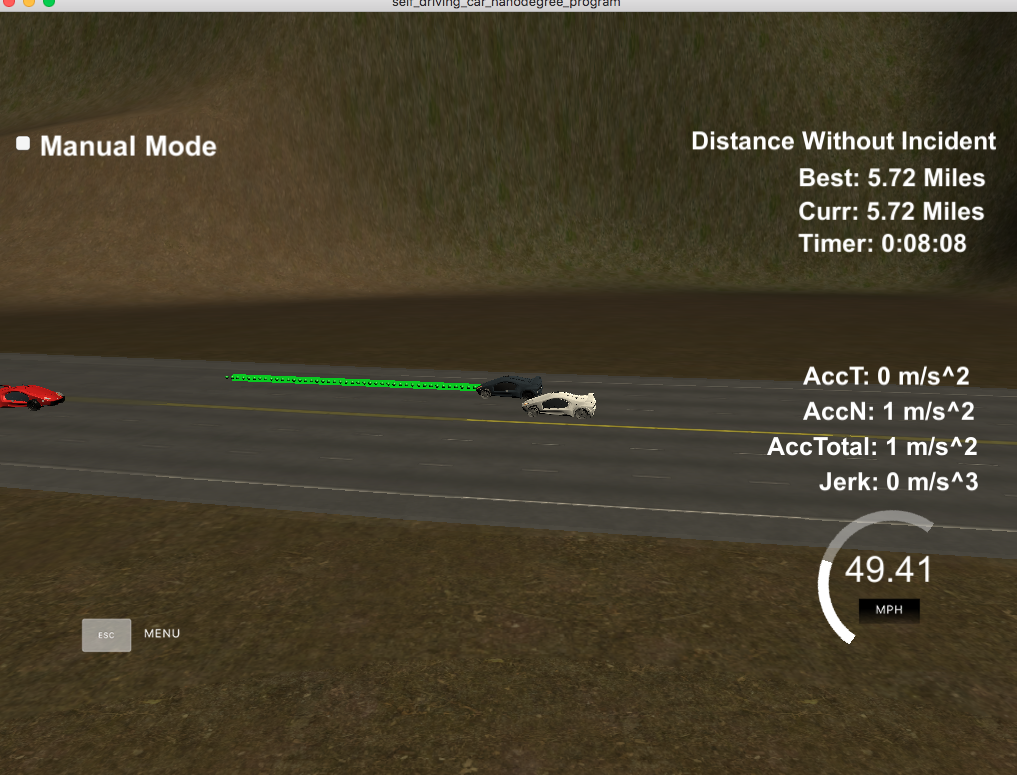 self_driving_car_nanodegree_program
Manual Mode
Distance Without Incident
Best: 5.72 Miles
Curr: 5.72 Miles
Timer: 0:08:08
AccT: 0 m/s^2
AccN: 1 m/s^2
AccTotal: 1 m/s^2
Jerk: 0 m/s^3
49.41
MPH
ESC MENU